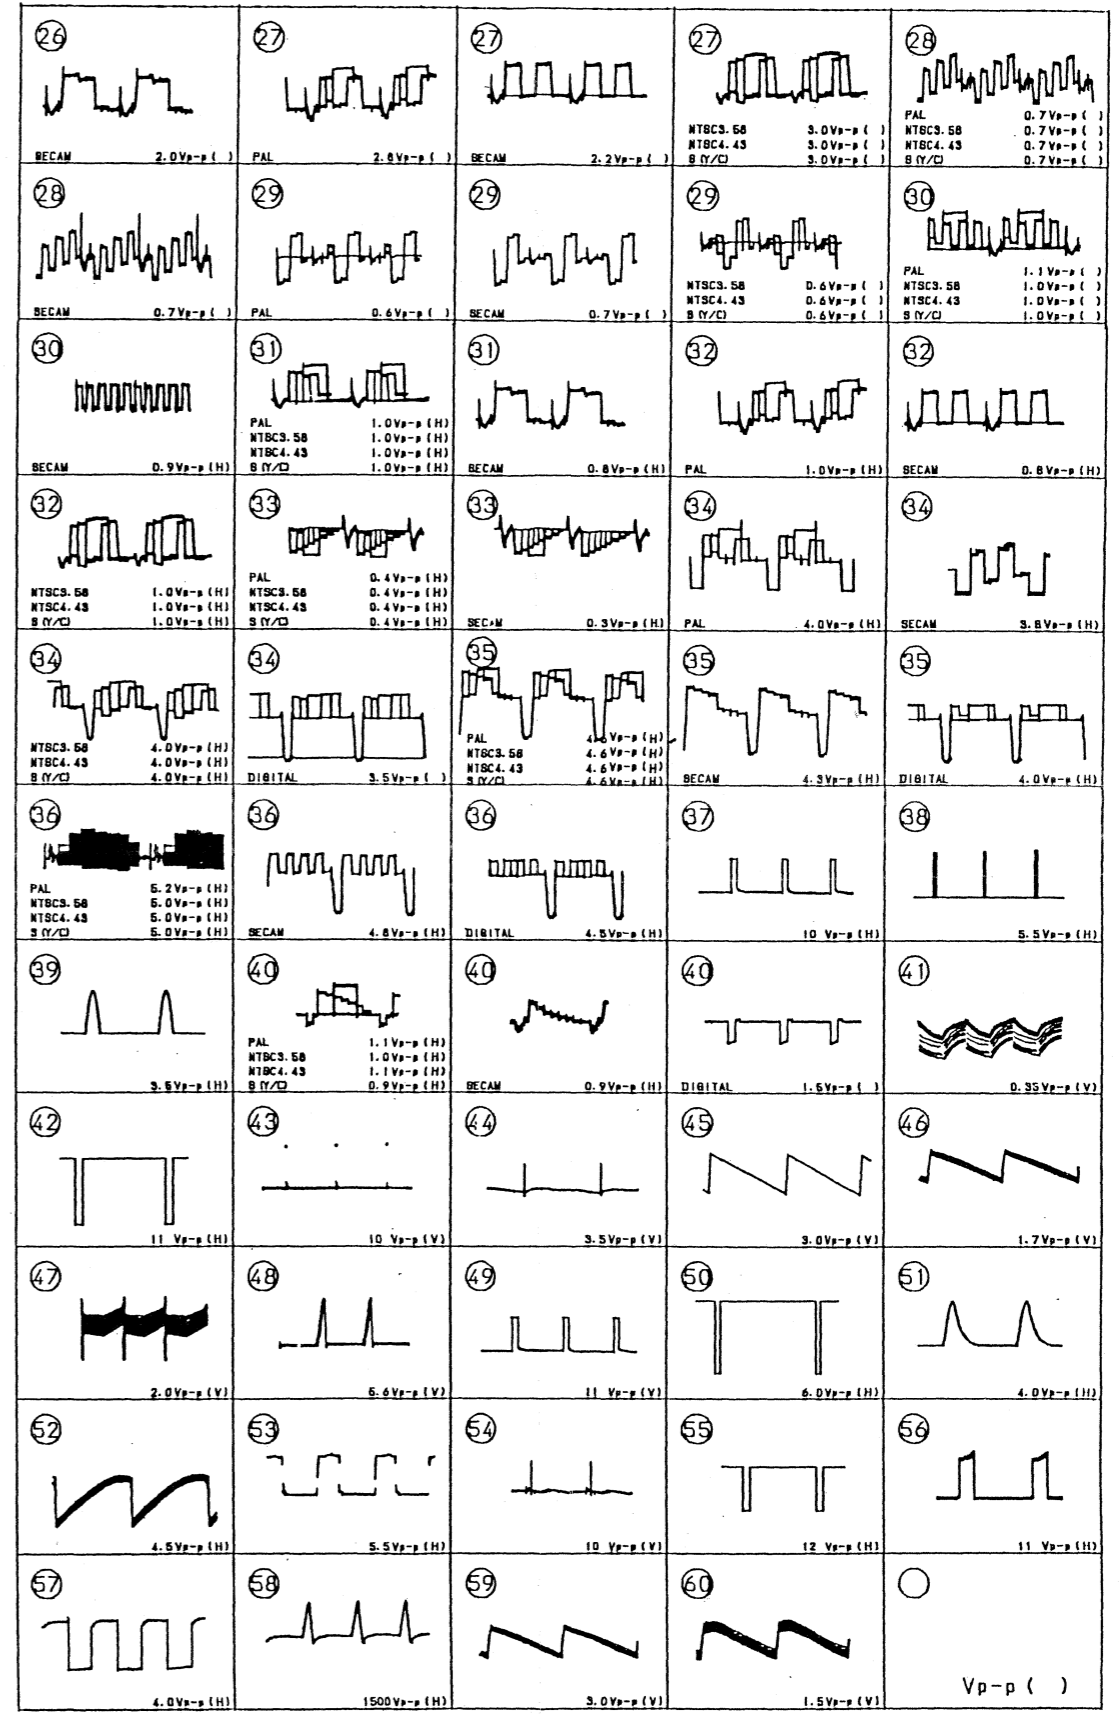 26
SECAM 2.0Vp-p ( )
27
PAL 2.8Vp-p ( )
27
SECAM 2.2Vp-p ( )
27
NTSC3.58 3.0Vp-p ( )
NTSC4.43 3.0Vp-p ( )
S (Y/C) 3.0Vp-p ( )
28
PAL 0.7Vp-p ( )
NTSC3.58 0.7Vp-p ( )
NTSC4.43 0.7Vp-p ( )
S (Y/C) 0.7Vp-p ( )
28
SECAM 0.7Vp-p ( )
29
PAL 0.6Vp-p ( )
29
SECAM 0.7Vp-p ( )
29
NTSC3.58 0.6Vp-p ( )
NTSC4.43 0.6Vp-p ( )
S (Y/C) 0.6Vp-p ( )
30
PAL 1.1Vp-p ( )
NTSC3.58 1.0Vp-p ( )
NTSC4.43 1.0Vp-p ( )
S (Y/C) 1.0Vp-p ( )
30
SECAM 0.9Vp-p (H)
31
PAL 1.0Vp-p (H)
NTSC3.58 1.0Vp-p (H)
NTSC4.43 1.0Vp-p (H)
S (Y/C) 1.0Vp-p (H)
31
SECAM 0.8Vp-p (H)
32
PAL 1.0Vp-p (H)
32
SECAM 0.8Vp-p (H)
32
NTSC3.58 1.0Vp-p (H)
NTSC4.43 1.0Vp-p (H)
S (Y/C) 1.0Vp-p (H)
33
PAL 0.4Vp-p (H)
NTSC3.58 0.4Vp-p (H)
NTSC4.43 0.4Vp-p (H)
S (Y/C) 0.4Vp-p (H)
33
SECAM 0.3Vp-p (H)
34
PAL 4.0Vp-p (H)
34
SECAM 3.8Vp-p (H)
34
NTSC3.58 4.0Vp-p (H)
NTSC4.43 4.0Vp-p (H)
S (Y/C) 4.0Vp-p (H)
34
DIGITAL 3.5Vp-p ( )
35
PAL 4.6Vp-p (H)
NTSC3.58 4.6Vp-p (H)
NTSC4.43 4.6Vp-p (H)
S (Y/C) 4.6Vp-p (H)
35
SECAM 4.3Vp-p (H)
35
DIGITAL 4.0Vp-p (H)
36
PAL 5.2Vp-p (H)
NTSC3.58 5.0Vp-p (H)
NTSC4.43 5.0Vp-p (H)
S (Y/C) 5.0Vp-p (H)
36
SECAM 4.8Vp-p (H)
36
DIGITAL 4.5Vp-p (H)
37
10 Vp-p (H)
38
5.5Vp-p (H)
39
3.5Vp-p (H)
40
PAL 1.1Vp-p (H)
NTSC3.58 1.0Vp-p (H)
NTSC4.43 1.1Vp-p (H)
S (Y/C) 0.9Vp-p (H)
40
SECAM 0.9Vp-p (H)
40
DIGITAL 1.5Vp-p ( )
41
0.35Vp-p (V)
42
11 Vp-p (H)
43
10 Vp-p (V)
44
3.5Vp-p (V)
45
3.0Vp-p (V)
46
1.7Vp-p (V)
47
2.0Vp-p (V)
48
5.6Vp-p (V)
49
11 Vp-p (V)
50
6.0Vp-p (H)
51
4.0Vp-p (H)
52
4.5Vp-p (H)
53
5.5Vp-p (H)
54
10 Vp-p (V)
55
12 Vp-p (H)
56
11 Vp-p (H)
57
4.0Vp-p (H)
58
1500Vp-p (H)
59
3.0Vp-p (V)
60
1.5Vp-p (V)
Vp-p ( )